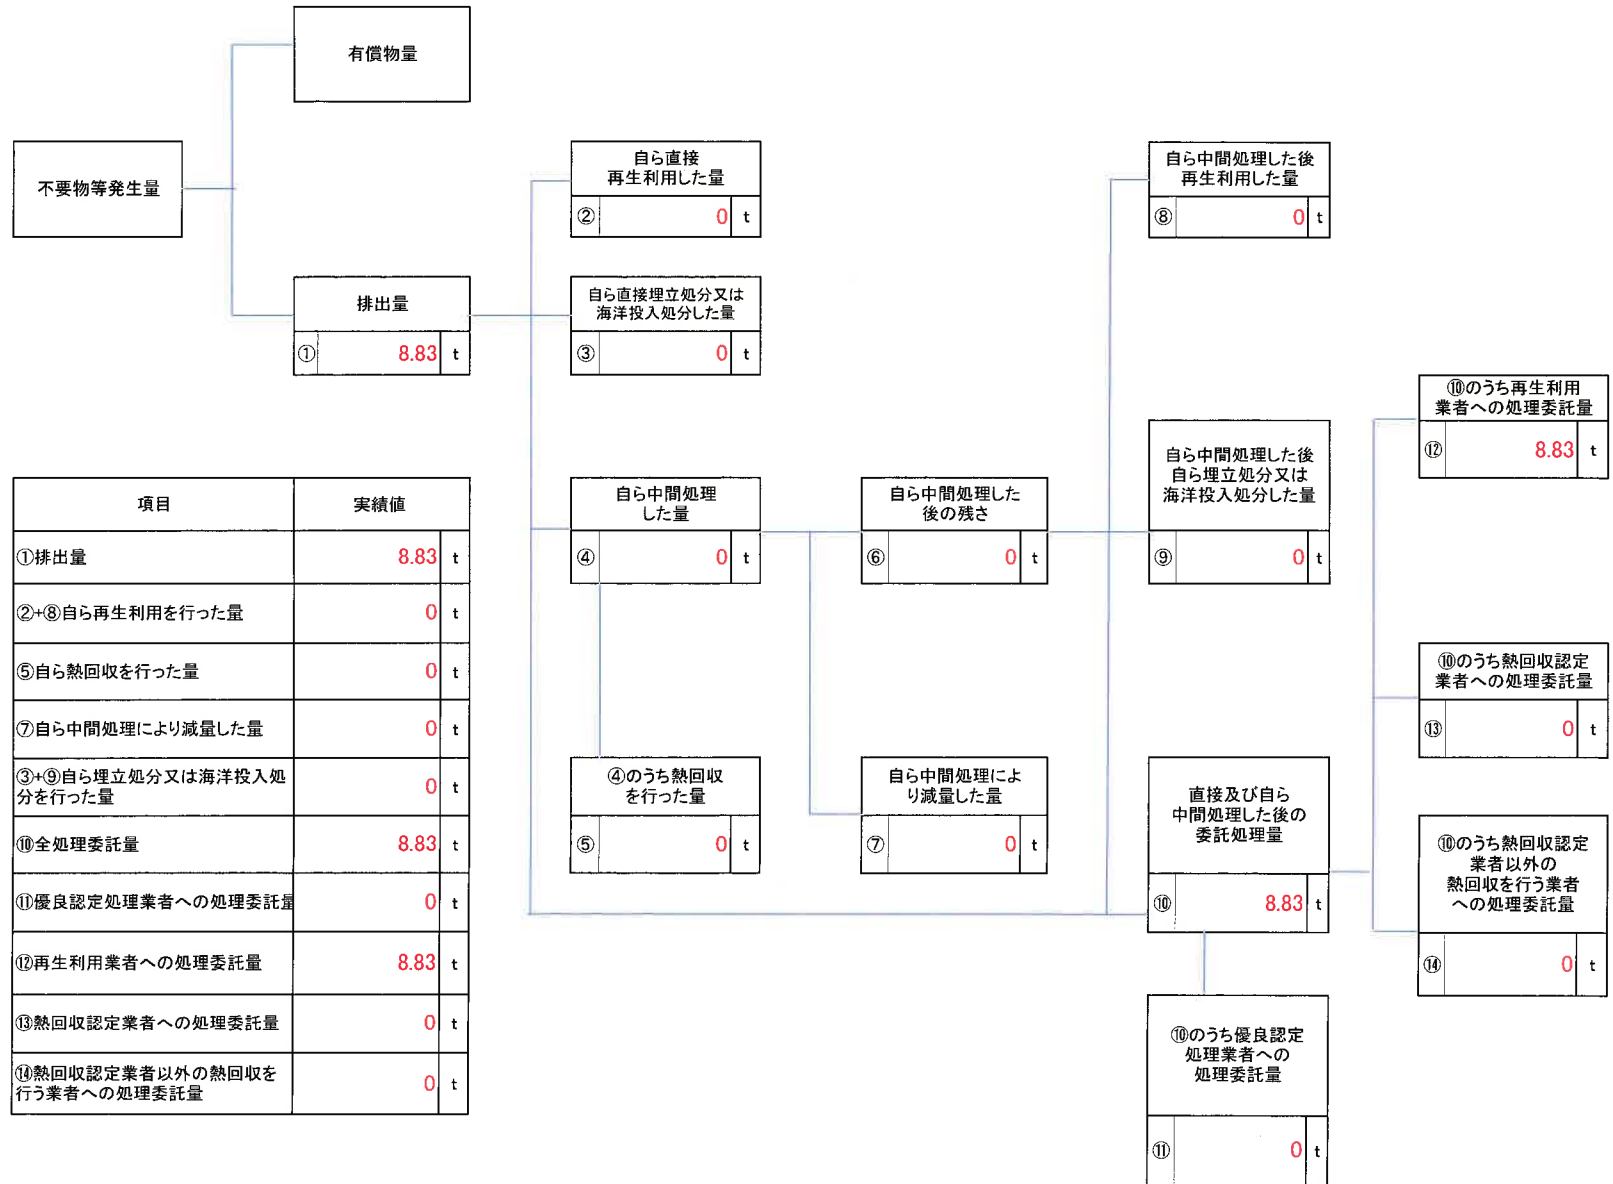 有償物量
不要物等発生量
排出量
① 8.83 t
自ら直接
再生利用した量
② 0 t
自ら直接埋立処分又は
海洋投入処分した量
③ 0 t
自ら中間処理
した量
④ 0 t
④のうち熱回収
を行った量
⑤ 0 t
自ら中間処理した
後の残さ
⑥ 0 t
自ら中間処理によ
り減量した量
⑦ 0 t
自ら中間処理した後
再生利用した量
⑧ 0 t
自ら中間処理した後
自ら埋立処分又は
海洋投入処分した量
⑨ 0 t
直接及び自ら
中間処理した後の
委託処理量
⑩ 8.83 t
⑩のうち優良認定
処理業者への
処理委託量
⑪ 0 t
⑩のうち再生利用
業者への処理委託量
⑫ 8.83 t
⑩のうち熱回収認定
業者への処理委託量
⑬ 0 t
⑩のうち熱回収認定
業者以外の
熱回収を行う業者
への処理委託量
⑭ 0 t
項目 実績値
①排出量 8.83 t
②+⑧自ら再生利用を行った量 0 t
⑤自ら熱回収を行った量 0 t
⑦自ら中間処理により減量した量 0 t
③+⑨自ら埋立処分又は海洋投入処
分を行った量 0 t
⑩全処理委託量 8.83 t
⑪優良認定処理業者への処理委託量 0 t
⑫再生利用業者への処理委託量 8.83 t
⑬熱回収認定業者への処理委託量 0 t
⑭熱回収認定業者以外の熱回収を
行う業者への処理委託量 0 t